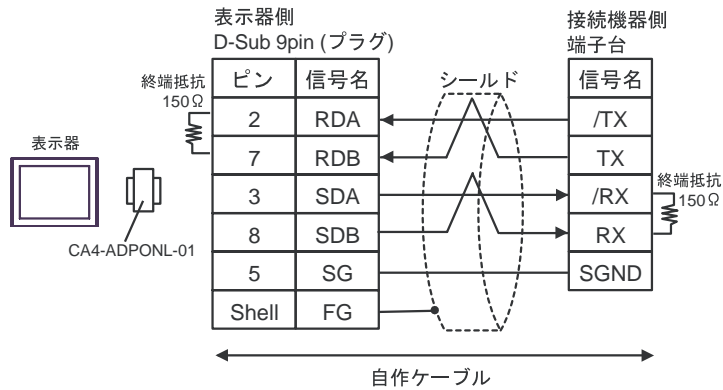 表示器側
D-Sub 9pin (プラグ)
接続機器側
端子台
終端抵抗
150Ω
ピン 信号名
シールド
信号名
2 RDA
/TX
7 RDB
TX
表示器
3 SDA
/RX
終端抵抗
150Ω
8 SDB
RX
CA4-ADPONL-01
5 SG
SGND
Shell FG
自作ケーブル